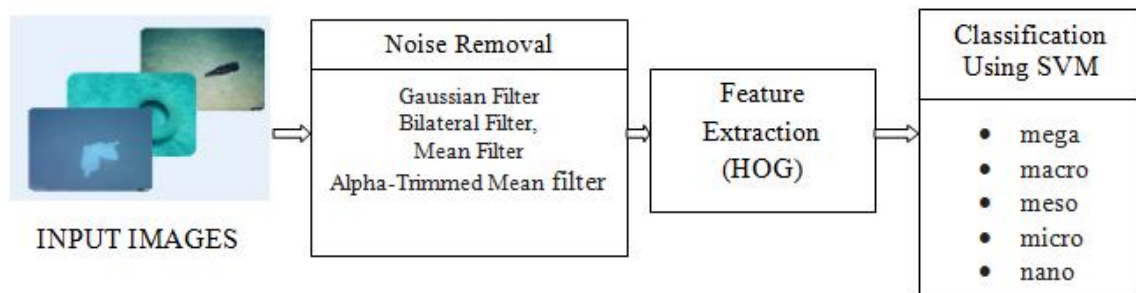 INPUT IMAGES
Noise Removal
Gaussian Filter
Bilateral Filter,
Mean Filter
Alpha-Trimmed Mean filter
Feature
Extraction
(HOG)
Classification
Using SVM
• mega
• macro
• meso
• micro
• nano